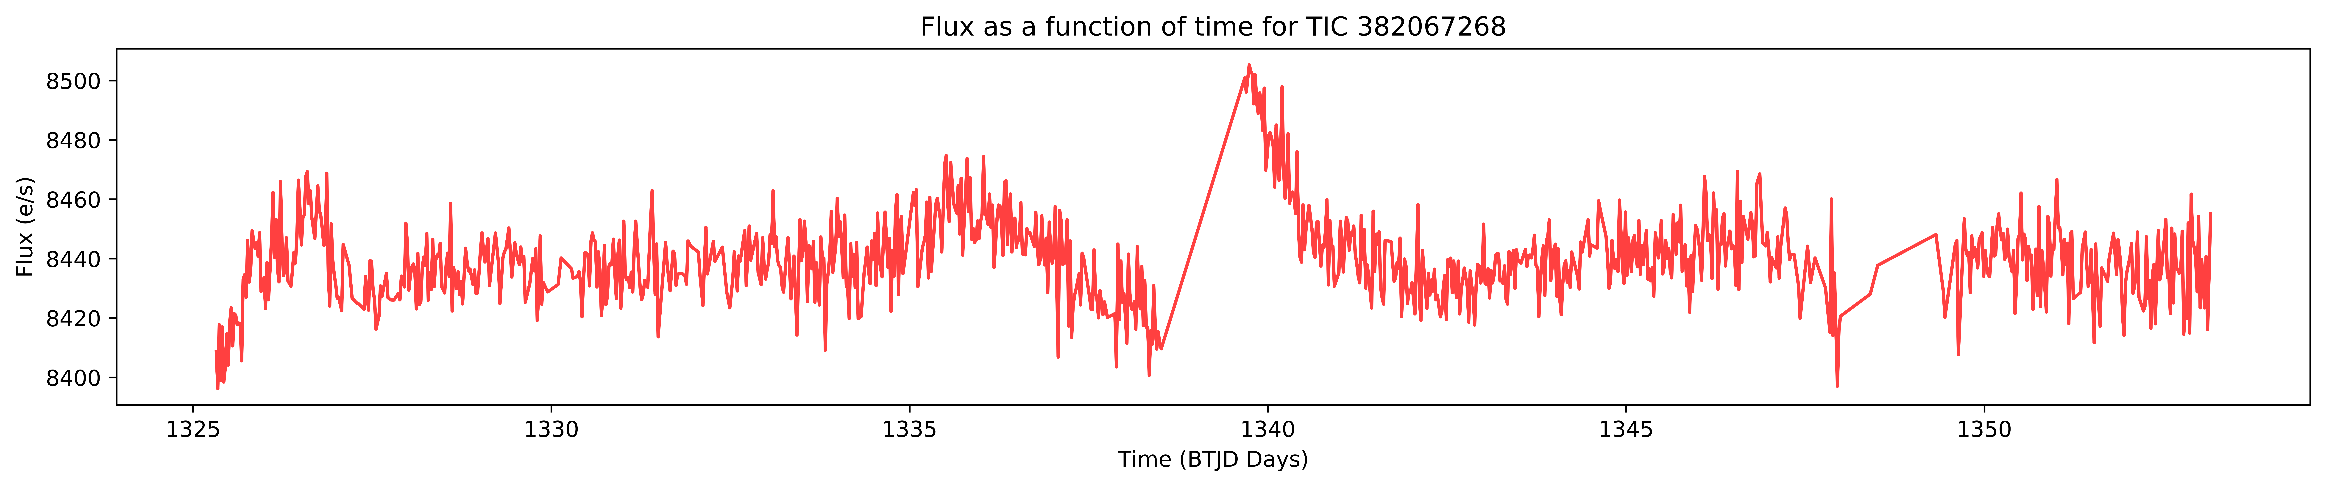 Flux as a function of time for TIC 382067268
Flux (e/s)
8500
8480
8460
8440
8420
8400
1325 1330 1335 1340 1345 1350
Time (BTJD Days)